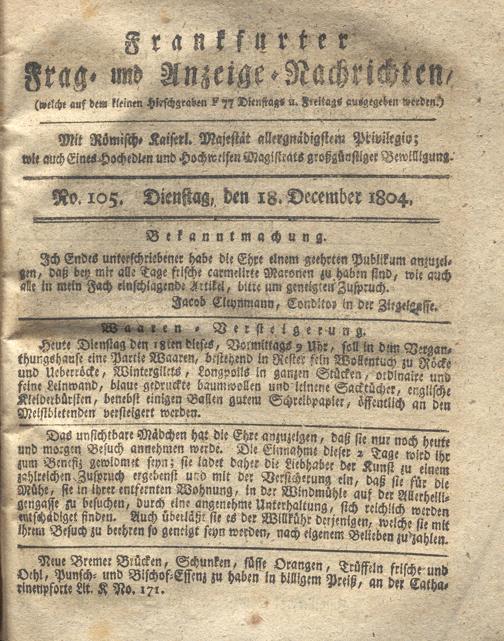 Frankfurter
Frag- und Anzeige-Nachrichten,
(welche auf dem kleinen Hirschgraben F 77 Dienstags u. Freitags ausgegeben werden.)
Mit Römisch- Kaiserl. Majestät allergnädigstem Privilegio;
wie auch Eines Hochedlen und Hochweisen Magistrats großgünstiger Bewilligung.
No. 105. Dienstag, den 18. December 1804.
Bekanntmachung.
Ich Endes unterschriebener habe die Ehre einem geehrten Publikum anzuzei-
gen, daß bey mir alle Tage frische carmelirte Maronen zu haben sind, wie auch
alle in mein Fach einschlagende Artikel, bitte um geneigten Zuspruch.
Jacob Cleynmann, Conditor in der Ziegelgasse.
Waaren-Versteigerung.
Heute Dienstag den 18ten dieses, Vormittags 9 Uhr, soll in dem Vergan-
thungshause eine Partie Waaren, bestehend in Rester fein Wollentuch zu Röcke
und Ueberröcke, Wintergilets, Longpolis in ganzen Stücken, ordinaire und
feine Leinwand, blaue gedruckte baumwollen und leinene Sacktücher, englische
Kleiderbürsten, benebst einigen Ballen gutem Schreibpapier, öffentlich an den
Meistbietenden versteigert werden.
Das unsichtbare Mädchen hat die Ehre anzuzeigen, daß sie nur noch heute
und morgen Besuch annehmen werde. Die Einnahme dieser 2 Tage wird ihr
zum Benefiz gewidmet seyn; sie ladet daher die Liebhaber der Kunst zu einem
zahlreichen Zuspruch ergebenst und mit der Versicherung ein, daß sie für die
Mühe, sie in ihrer entfernten Wohnung, in der Windmühle auf der Allerheili-
gengasse zu besuchen, durch eine angenehme Unterhaltung, sich reichlich werden
entschädiget finden. Auch überläßt sie es der Willkühr derjenigen, welche sie mit
ihrem Besuch zu beehren so geneigt seyn werden, nach eigenem Belieben zu zahlen.
Neue Bremer Brücken, Schunken, süsse Orangen, Trüffeln frische und
Oehl, Punsch- und Bischof-Essenz zu haben in billigem Preiß, an der Catha-
rinenpforte Lit. K No. 171.